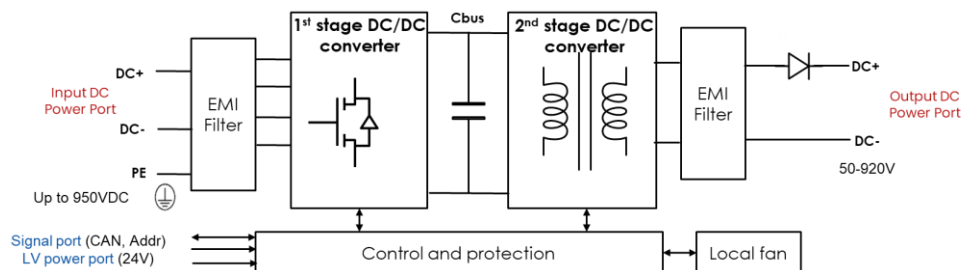 1st stage DC/DC
converter
Cbus
2nd stage DC/DC
converter
DC+
Input DC
Power Port
DC-
PE
Up to 950VDC
EMI
Filter
EMI
Filter
DC+
Output DC
Power Port
DC-
50-920V
Signal port (CAN, Addr)
LV power port (24V)
Control and protection
Local fan